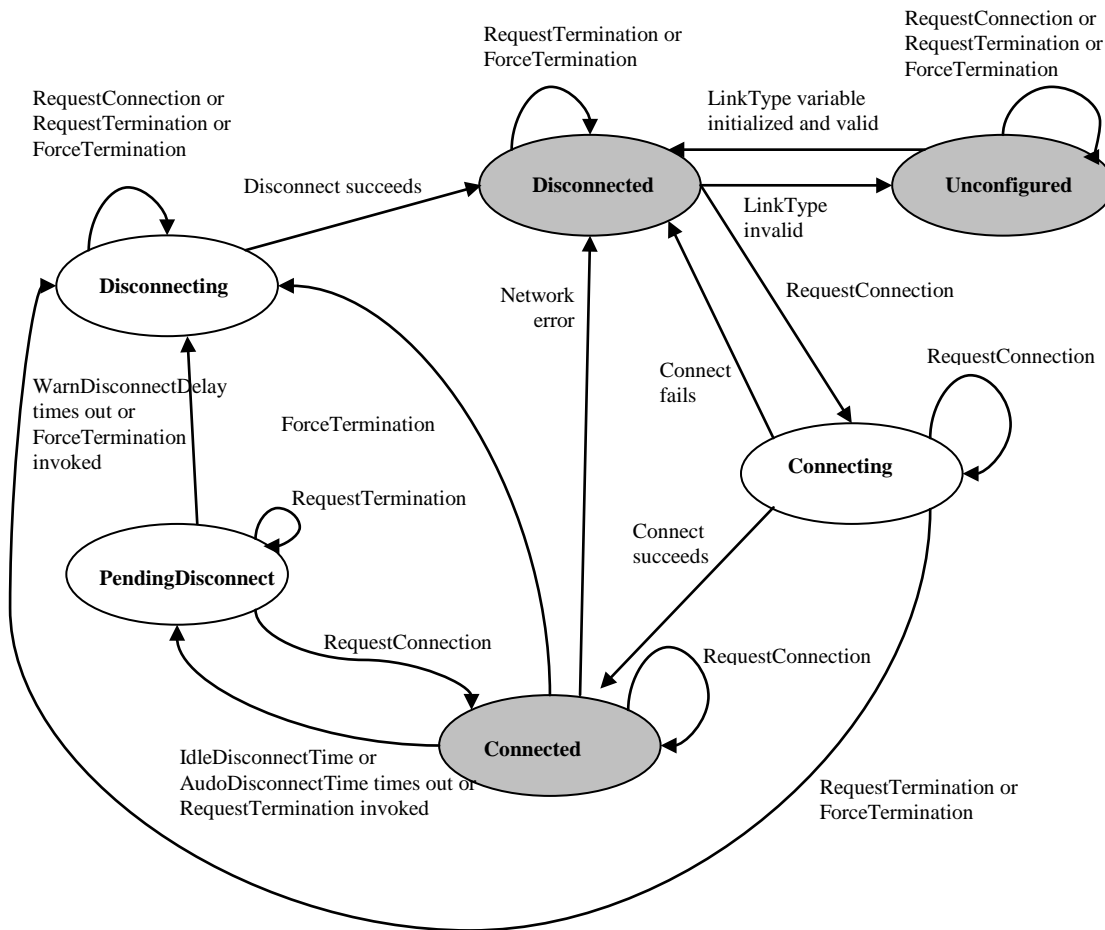 RequestTermination or
ForceTermination
RequestConnection or
RequestTermination or
ForceTermination
RequestConnection or
RequestTermination or
ForceTermination
LinkType variable
initialized and valid
Disconnect succeeds
Disconnected
Unconfigured
LinkType
invalid
Disconnecting
Network
error
RequestConnection
RequestConnection
WarnDisconnectDelay
times out or
ForceTermination
invoked
Connect
fails
ForceTermination
Connecting
RequestTermination
Connect
succeeds
PendingDisconnect
RequestConnection
RequestConnection
Connected
IdleDisconnectTime or
AudoDisconnectTime times out or
RequestTermination invoked
RequestTermination or
ForceTermination